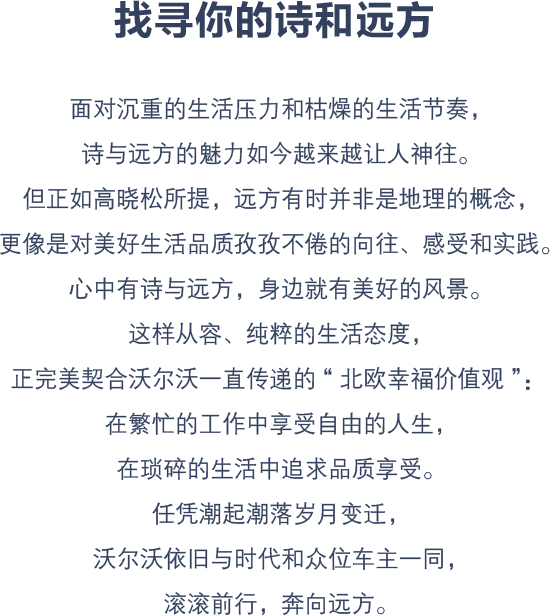 找寻你的诗和远方
面对沉重的生活压力和枯燥的生活节奏，
诗与远方的魅力如今越来越让人神往。
但正如高晓松所提，远方有时并非是地理的概念，
更像是对美好生活品质孜孜不倦的向往、感受和实践。
心中有诗与远方，身边就有美好的风景。
这样从容、纯粹的生活态度，
正完美契合沃尔沃一直传递的“北欧幸福价值观”：
在繁忙的工作中享受自由的人生，
在琐碎的生活中追求品质享受。
任凭潮起潮落岁月变迁，
沃尔沃依旧与时代和众位车主一同，
滚滚前行，奔向远方。